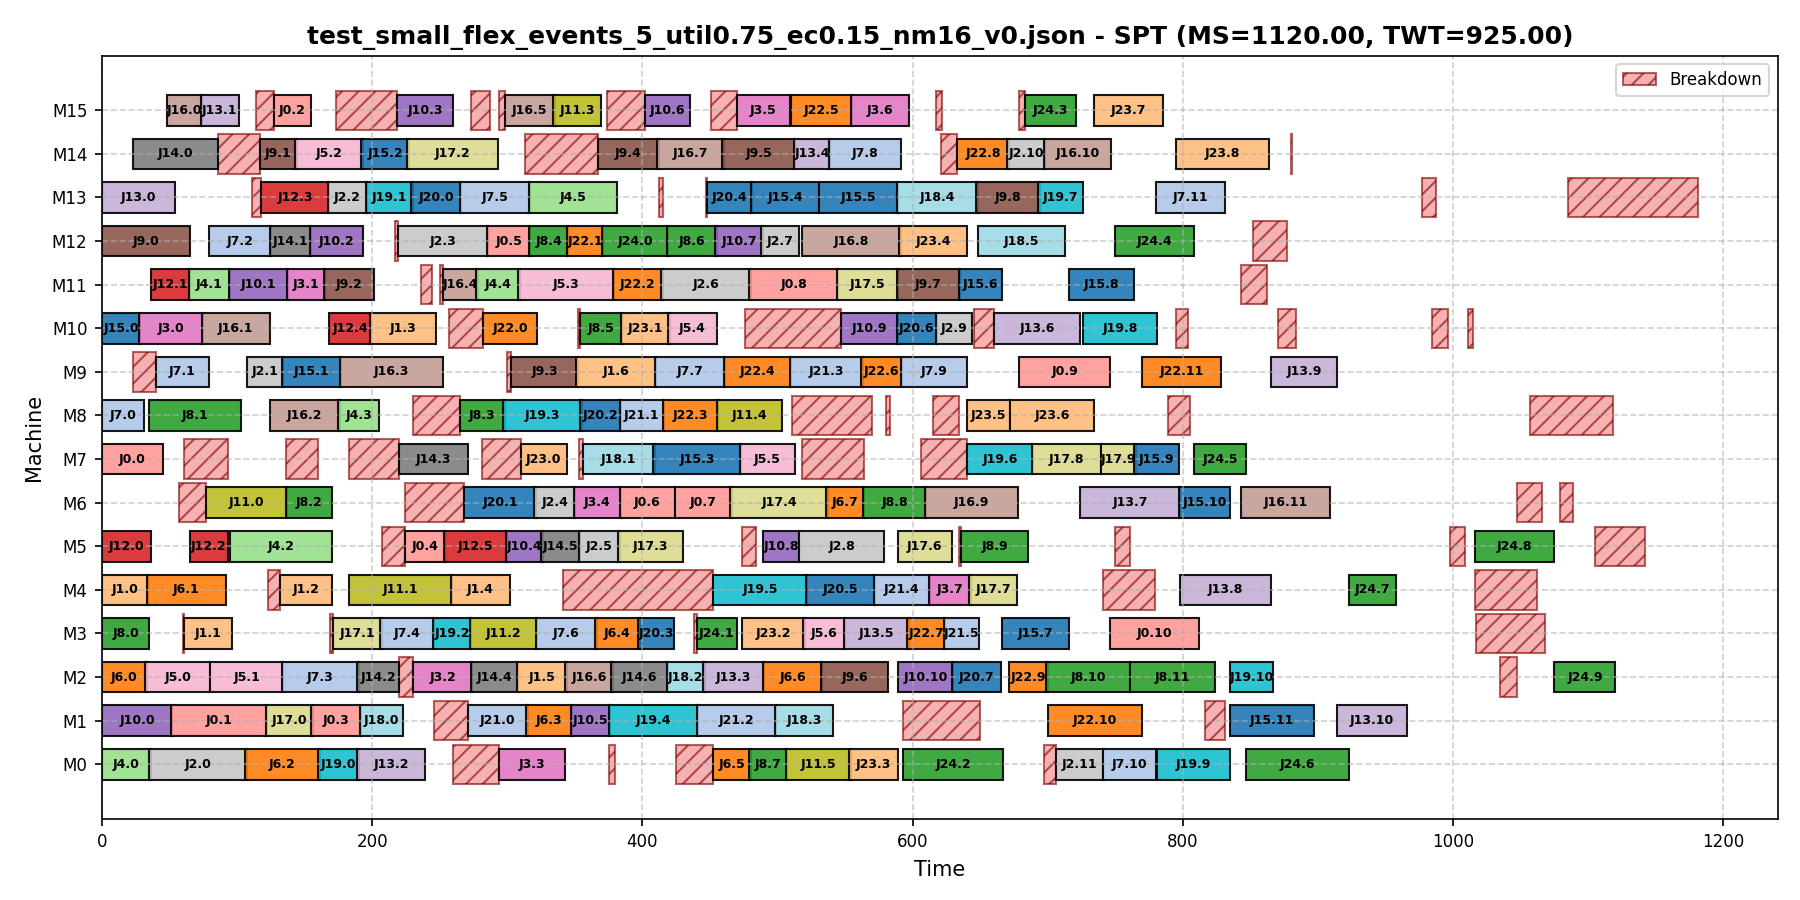 test_small_flex_events_5_util0.75_ec0.15_nm16_v0.json - SPT (MS=1120.00, TWT=925.00)
Breakdown
M15 J16.0 J13.1 J0.2 J10.3 J16.5 J11.3 J10.6 J3.5 J22.5 J3.6 J24.3 J23.7
M14 J14.0 J9.1 J5.2 J15.2 J17.2 J9.4 J16.7 J9.5 J13.4 J7.8 J22.8 J2.10 J16.10 J23.8
M13 J13.0 J12.3 J2.2 J19.1 J20.0 J7.5 J4.5 J20.4 J15.4 J15.5 J18.4 J9.8 J19.7 J7.11
M12 J9.0 J7.2 J14.1 J10.2 J2.3 J0.5 J8.4 J22.1 J24.0 J8.6 J10.7 J2.7 J16.8 J23.4 J18.5 J24.4
M11 J12.1 J4.1 J10.1 J3.1 J9.2 J16.4 J4.4 J5.3 J22.2 J2.6 J0.8 J17.5 J9.7 J15.6 J15.8
M10 J15.0 J3.0 J16.1 J12.4 J1.3 J22.0 J8.5 J23.1 J5.4 J10.9 J20.6 J2.9 J13.6 J19.8
M9 J7.1 J2.1 J15.1 J16.3 J9.3 J1.6 J7.7 J22.4 J21.3 J22.6 J7.9 J0.9 J22.11 J13.9
M8 J7.0 J8.1 J16.2 J4.3 J8.3 J19.3 J20.2 J21.1 J22.3 J11.4 J23.5 J23.6
M7 J0.0 J14.3 J23.0 J18.1 J15.3 J5.5 J19.6 J17.8 J17.9 J15.9 J24.5
M6 J11.0 J8.2 J20.1 J2.4 J3.4 J0.6 J0.7 J17.4 J6.7 J8.8 J16.9 J13.7 J15.10 J16.11
M5 J12.0 J12.2 J4.2 J0.4 J12.5 J10.4 J14.5 J2.5 J17.3 J10.8 J2.8 J17.6 J8.9 J24.8
M4 J1.0 J6.1 J1.2 J11.1 J1.4 J19.5 J20.5 J21.4 J3.7 J17.7 J13.8 J24.7
M3 J8.0 J1.1 J17.1 J7.4 J19.2 J11.2 J7.6 J6.4 J20.3 J24.1 J23.2 J5.6 J13.5 J22.7 J21.5 J15.7 J0.10
M2 J6.0 J5.0 J5.1 J7.3 J14.2 J3.2 J14.4 J1.5 J16.6 J14.6 J18.2 J13.3 J6.6 J9.6 J10.10 J20.7 J22.9 J8.10 J8.11 J19.10 J24.9
M1 J10.0 J0.1 J17.0 J0.3 J18.0 J21.0 J6.3 J10.5 J19.4 J21.2 J18.3 J22.10 J15.11 J13.10
M0 J4.0 J2.0 J6.2 J19.0 J13.2 J3.3 J6.5 J8.7 J11.5 J23.3 J24.2 J2.11 J7.10 J19.9 J24.6
0 200 400 600 800 1000 1200
Time
Machine